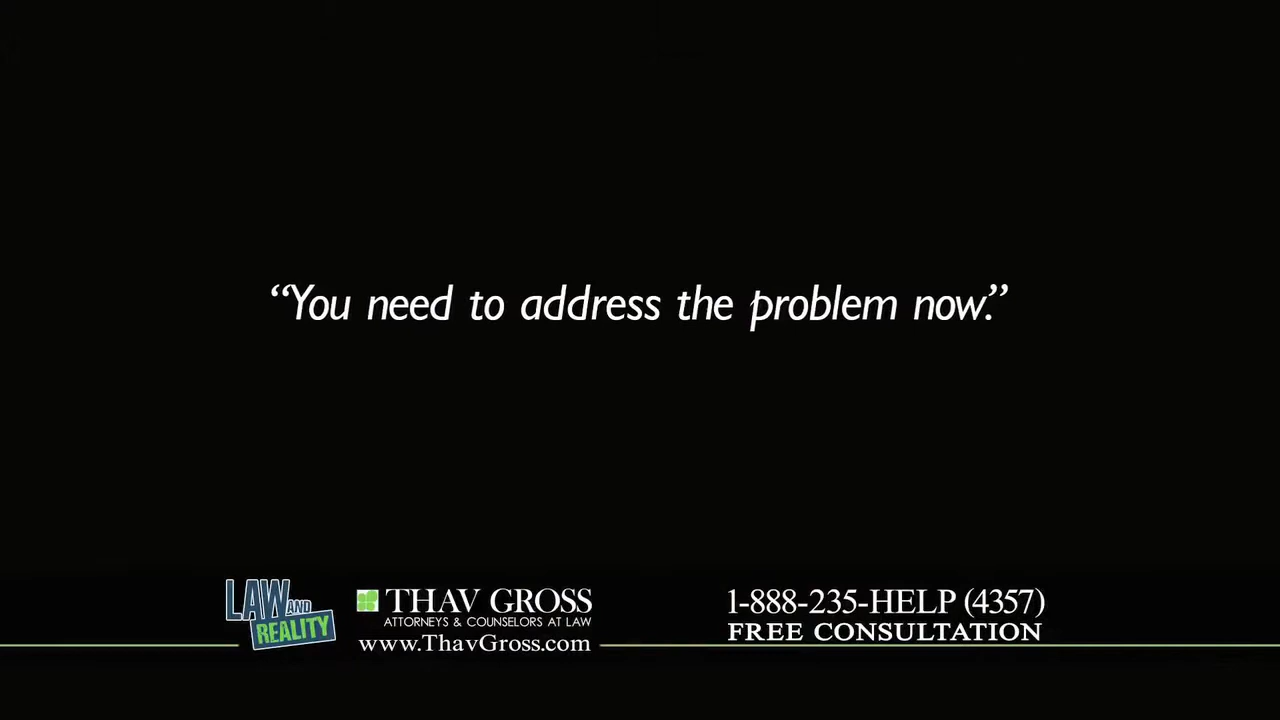 “You need to address the problem now.”
LAW AND
REALITY
THAV GROSS
ATTORNEYS & COUNSELORS AT LAW
www.ThavGross.com
1-888-235-HELP (4357)
FREE CONSULTATION